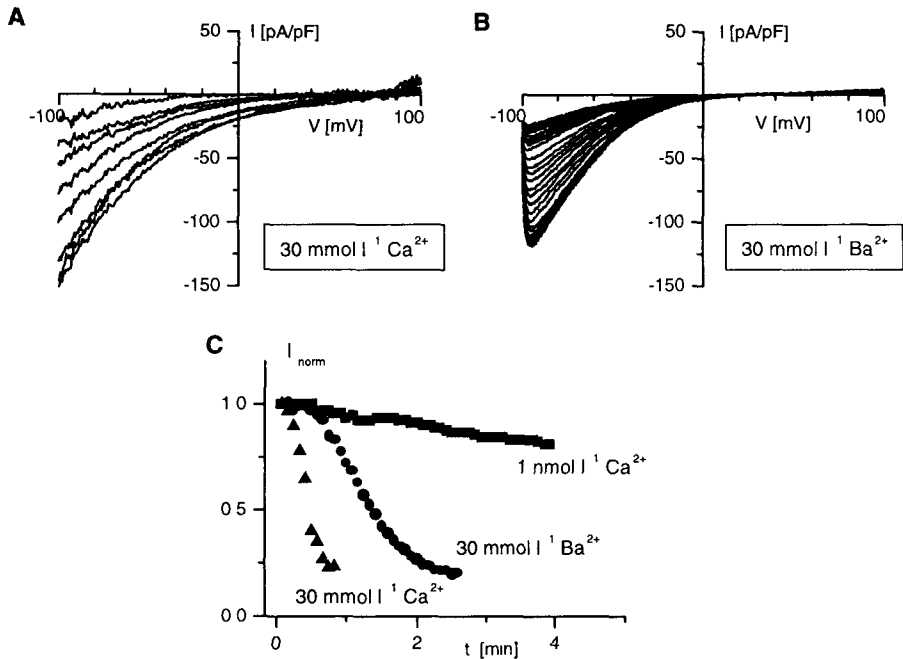 A
50
I [pA/pF]
-100
V [mV]
100
-50
-100
-150
30 mmol l ¹ Ca²⁺
B
50
I [pA/pF]
-100
V [mV]
100
-50
-100
-150
30 mmol l ¹ Ba²⁺
C
I norm
1 0
0 5
0 0
1 nmol l ¹ Ca²⁺
30 mmol l ¹ Ba²⁺
30 mmol l ¹ Ca²⁺
0
2
4
t [min]